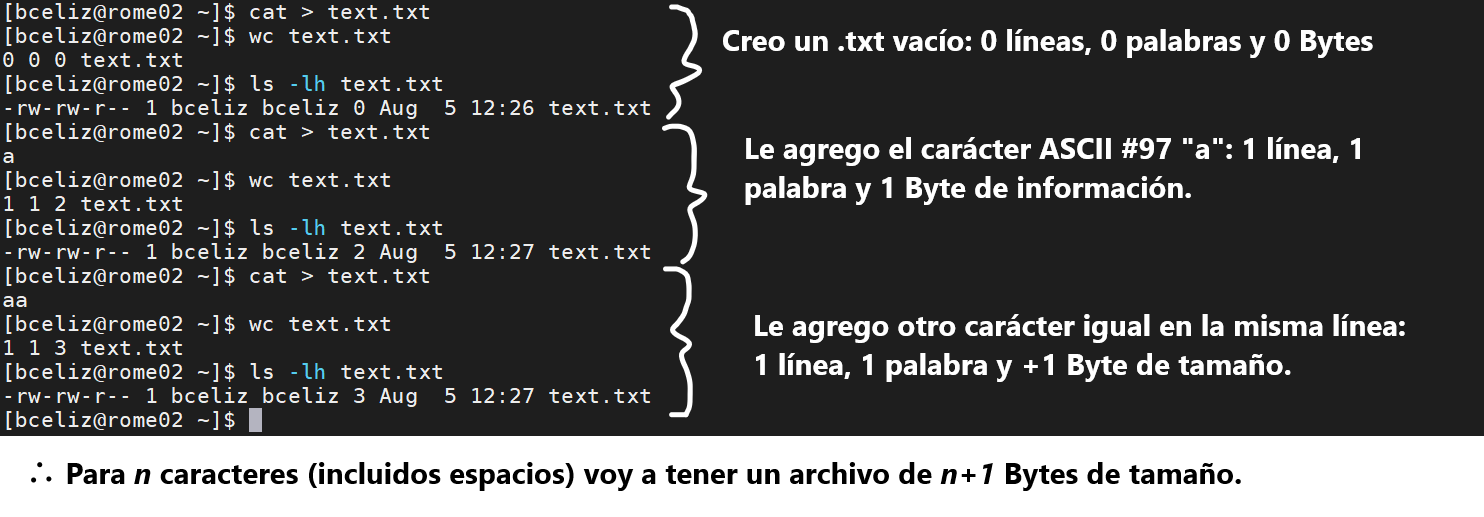 [bceliz@rome02 ~]$ cat > text.txt
[bceliz@rome02 ~]$ wc text.txt
0 0 0 text.txt
[bceliz@rome02 ~]$ ls -lh text.txt
-rw-rw-r-- 1 bceliz bceliz 0 Aug  5 12:26 text.txt
Creo un .txt vacío: 0 líneas, 0 palabras y 0 Bytes
[bceliz@rome02 ~]$ cat > text.txt
a
[bceliz@rome02 ~]$ wc text.txt
1 1 2 text.txt
[bceliz@rome02 ~]$ ls -lh text.txt
-rw-rw-r-- 1 bceliz bceliz 2 Aug  5 12:27 text.txt
Le agrego el carácter ASCII #97 "a": 1 línea, 1
palabra y 1 Byte de información.
[bceliz@rome02 ~]$ cat > text.txt
aa
[bceliz@rome02 ~]$ wc text.txt
1 1 3 text.txt
[bceliz@rome02 ~]$ ls -lh text.txt
-rw-rw-r-- 1 bceliz bceliz 3 Aug  5 12:27 text.txt
[bceliz@rome02 ~]$
Le agrego otro carácter igual en la misma línea:
1 línea, 1 palabra y +1 Byte de tamaño.
∴ Para n caracteres (incluidos espacios) voy a tener un archivo de n+1 Bytes de tamaño.